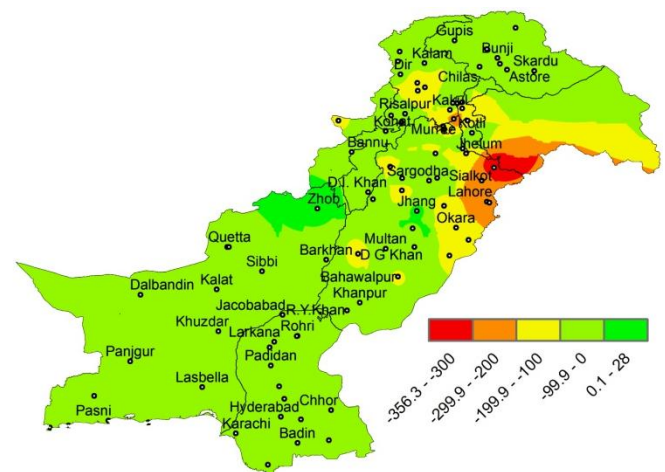 Gupis
Kalam
Bunji
Dir
Skardu
Chilas
Astore
Risalpur
Kakul
Kohat
Kotli
Murree
Bannu
Jhelum
Sargodha
Sialkot
D.I. Khan
Lahore
Zhob
Jhang
Okara
Quetta
Multan
Barkhan
D G Khan
Sibbi
Bahawalpur
Kalat
Dalbandin
Khanpur
Jacobabad
R.Y.Khan
Khuzdar
Larkana
Rohri
Panjgur
Padidan
Lasbella
Pasni
Hyderabad
Chhor
Karachi
Badin
-356.3 - -300
-299.9 - -200
-199.9 - -100
-99.9 - 0
0.1 - 28